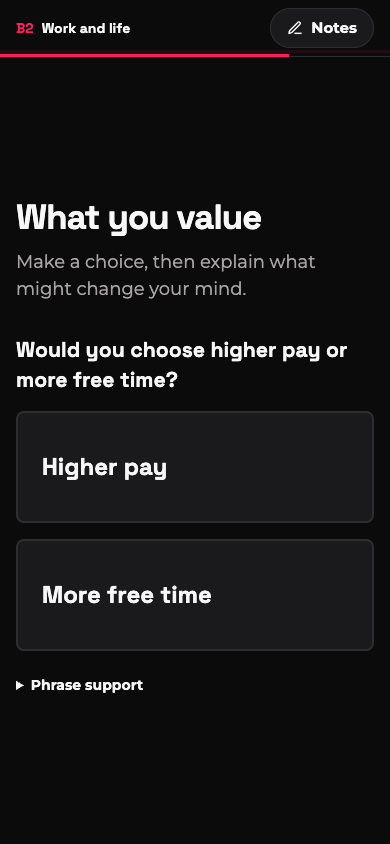 B2 Work and life
Notes
What you value
Make a choice, then explain what
might change your mind.
Would you choose higher pay or
more free time?
Higher pay
More free time
Phrase support